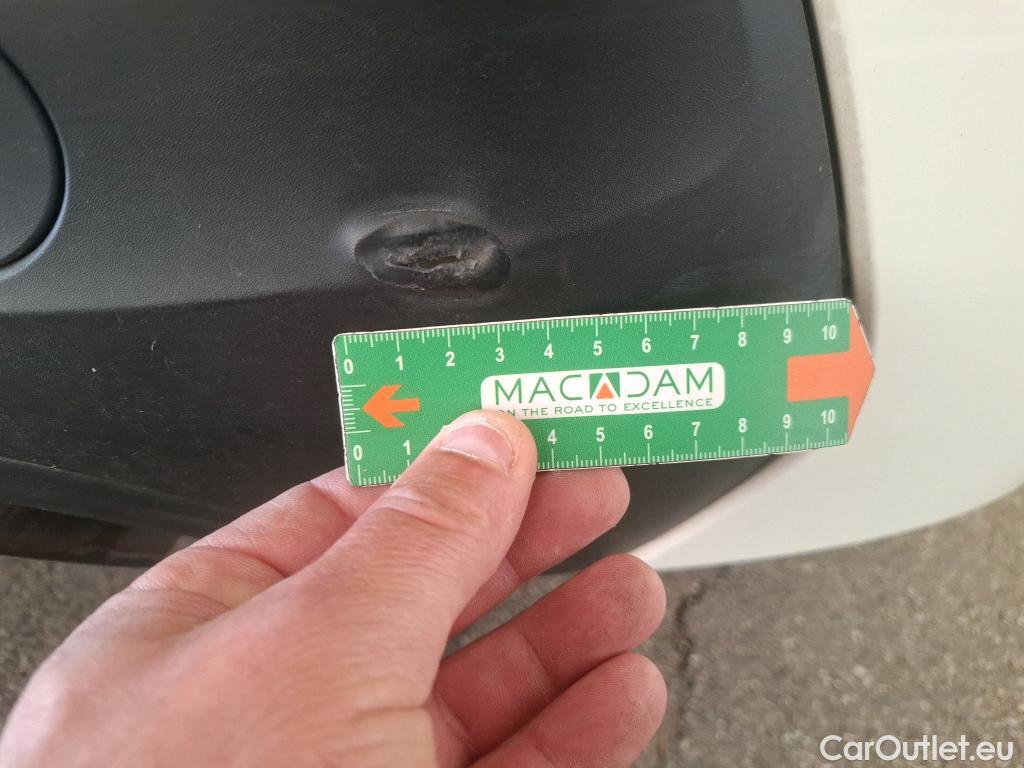 0 1 2 3 4 5 6 7 8 9 10
MACADAM
ON THE ROAD TO EXCELLENCE
0 1 4 5 6 7 8 9 10
CarOutlet.eu